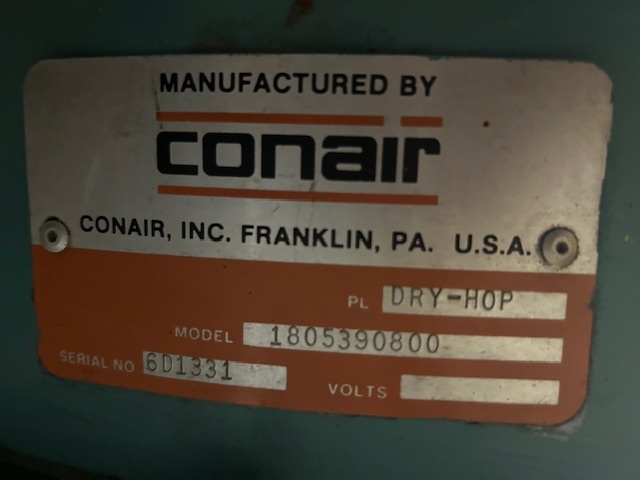 MANUFACTURED BY
conair
CONAIR, INC. FRANKLIN, PA. U.S.A.
PL DRY-HOP
MODEL 1805390800
SERIAL NO 6D1331
VOLTS